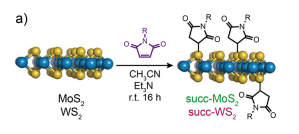 a)
R
N
O
O
CH₃CN
Et₃N
r.t. 16 h
MoS₂
WS₂
R
O
N
O
R
O
N
O
O
N
O
R
succ-MoS₂
succ-WS₂